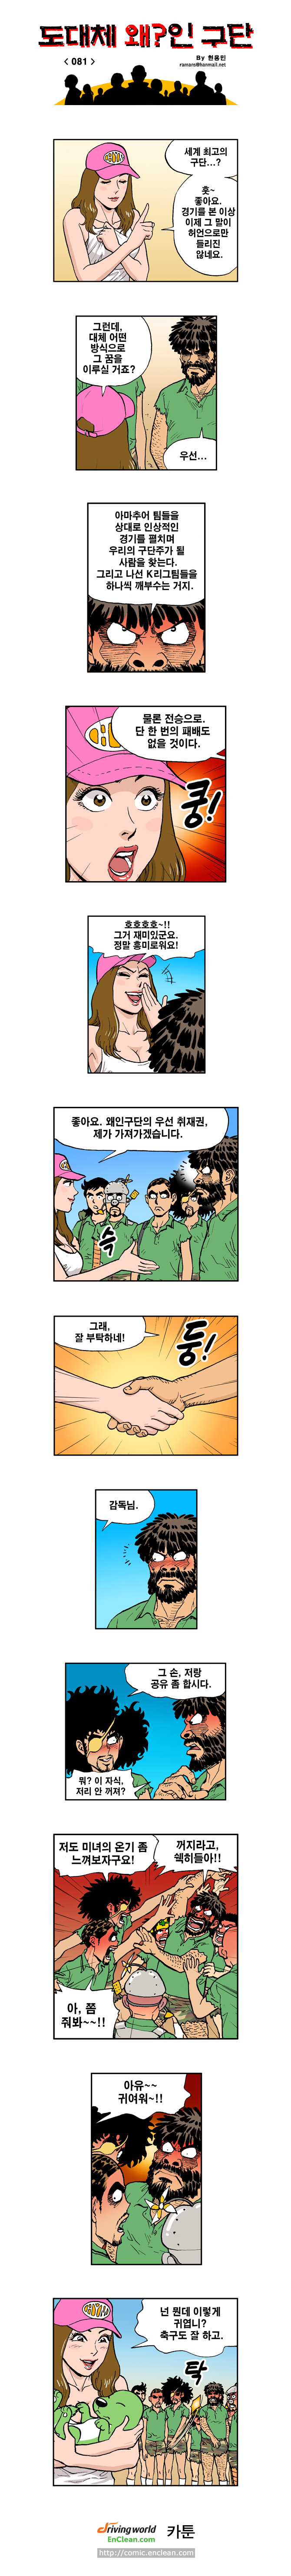 도대체 왜?인 구단
< 081 >
By 현용민
ramans@hanmail.net
세계 최고의
구단...?
훗~
좋아요.
경기를 본 이상
이제 그 말이
허언으로만
들리진
않네요.
그런데,
대체 어떤
방식으로
그 꿈을
이루실 거죠?
우선...
아마추어 팀들을
상대로 인상적인
경기를 펼치며
우리의 구단주가 될
사람을 찾는다.
그리고 나선 K리그팀들을
하나씩 깨부수는 거지.
물론 전승으로.
단 한 번의 패배도
없을 것이다.
쿵!
호호호호~!!
그거 재미있군요.
정말 흥미로워요!
좋아요. 왜인구단의 우선 취재권,
제가 가져가겠습니다.
슥
그래,
잘 부탁하네!
둥!
감독님.
그 손, 저랑
공유 좀 합시다.
뭐? 이 자식,
저리 안 꺼져?
저도 미녀의 온기 좀
느껴보자구요!
꺼지라고,
쉑히들아!!
아, 쫌
줘봐~~!!
아유~~
귀여워~!!
넌 뭔데 이렇게
귀엽니?
축구도 잘 하고.
탁
driving world
EnClean.com
카툰
http://comic.enclean.com